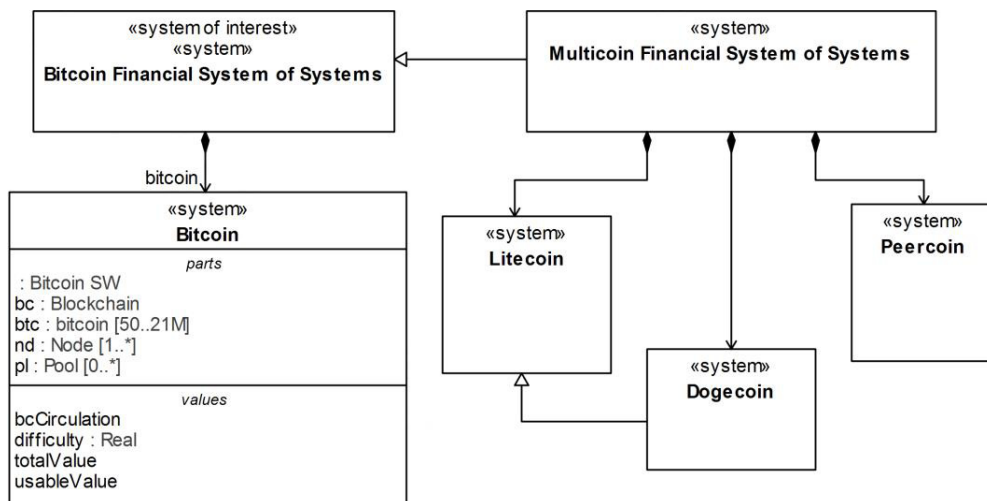 «system of interest»
«system»
Bitcoin Financial System of Systems
«system»
Multicoin Financial System of Systems
bitcoin
«system»
Bitcoin
parts
: Bitcoin SW
bc : Blockchain
btc : bitcoin [50..21M]
nd : Node [1..*]
pl : Pool [0..*]
values
bcCirculation
difficulty : Real
totalValue
usableValue
«system»
Litecoin
«system»
Dogecoin
«system»
Peercoin